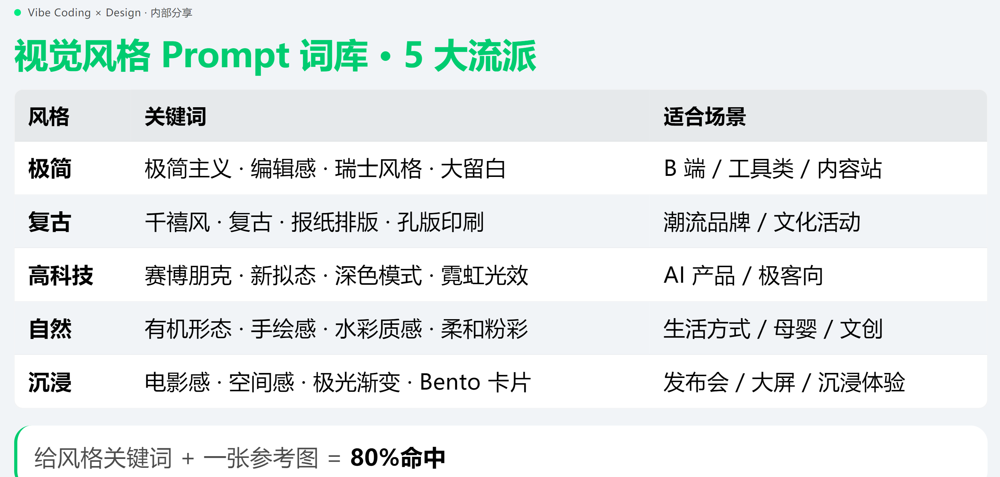 Vibe Coding × Design · 内部分享
视觉风格 Prompt 词库 · 5 大流派
风格 关键词 适合场景
极简 极简主义 · 编辑感 · 瑞士风格 · 大留白 B 端 / 工具类 / 内容站
复古 千禧风 · 复古 · 报纸排版 · 孔版印刷 潮流品牌 / 文化活动
高科技 赛博朋克 · 新拟态 · 深色模式 · 霓虹光效 AI 产品 / 极客向
自然 有机形态 · 手绘感 · 水彩质感 · 柔和粉彩 生活方式 / 母婴 / 文创
沉浸 电影感 · 空间感 · 极光渐变 · Bento 卡片 发布会 / 大屏 / 沉浸体验
给风格关键词 + 一张参考图 = 80%命中